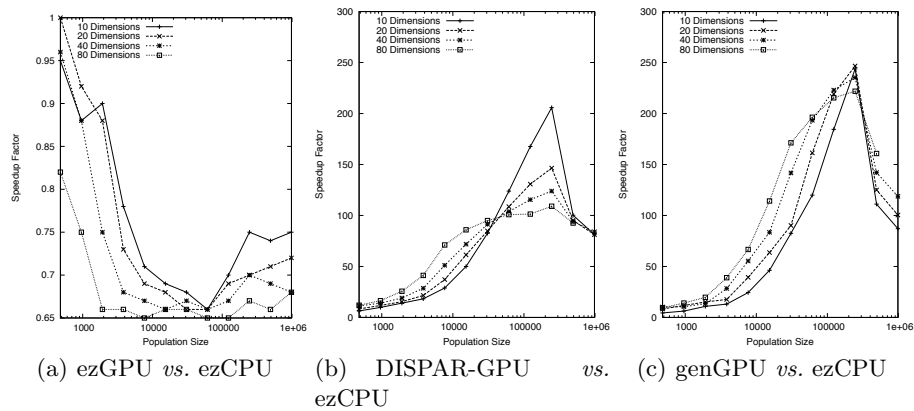 1
0.95
0.9
0.85
0.8
0.75
0.7
0.65
Speedup Factor
10 Dimensions
20 Dimensions
40 Dimensions
80 Dimensions
1000 10000 100000 1e+06
Population Size
(a) ezGPU vs. ezCPU
300
250
200
150
100
50
0
Speedup Factor
10 Dimensions
20 Dimensions
40 Dimensions
80 Dimensions
1000 10000 100000 1e+06
Population Size
(b) DISPAR-GPU vs.
ezCPU
300
250
200
150
100
50
0
Speedup Factor
10 Dimensions
20 Dimensions
40 Dimensions
80 Dimensions
1000 10000 100000 1e+06
Population Size
(c) genGPU vs. ezCPU